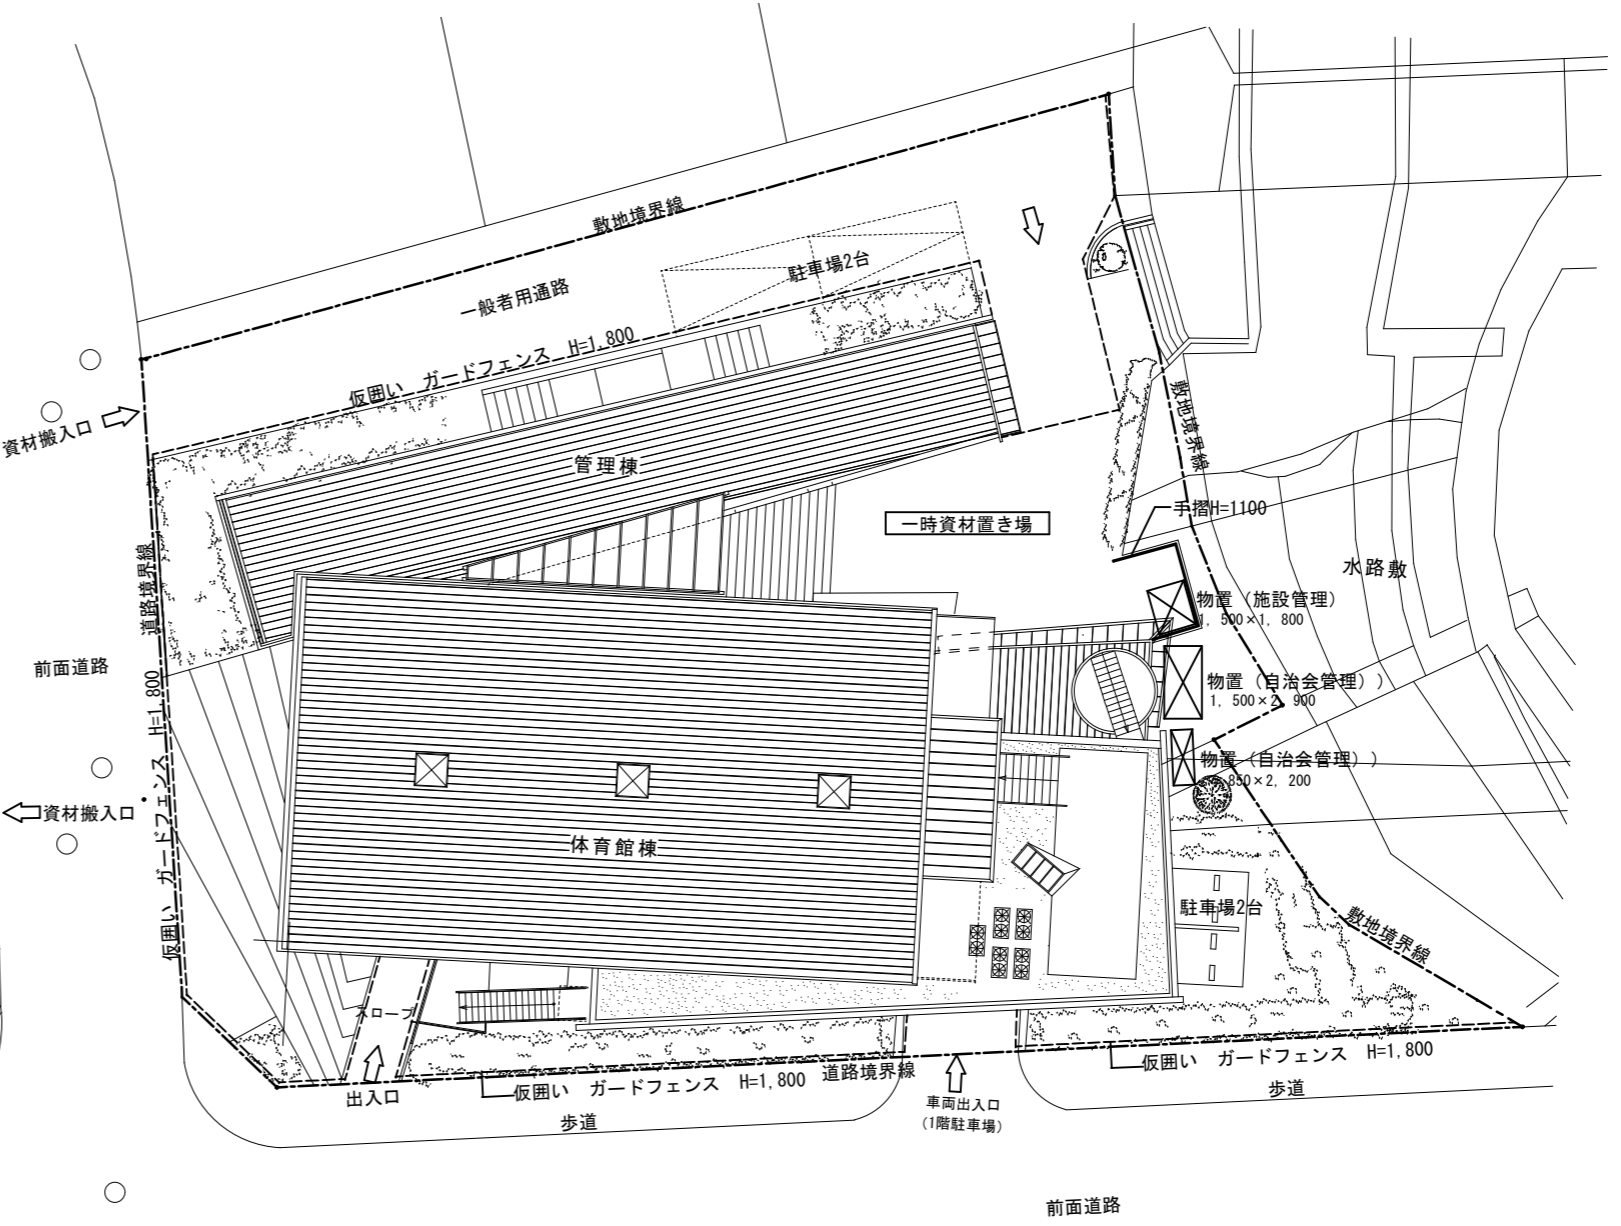 敷地境界線
駐車場2台
一般者用通路
仮囲い　ガードフェンス　H=1,800
資材搬入口
管理棟
敷地境界線
一時資材置き場
手摺H=1100
水路敷
道路境界線
物置（施設管理）
1,500×1,800
前面道路
物置（自治会管理））
1,500×2,900
仮囲い　ガードフェンス　H=1,800
物置（自治会管理））
850×2,200
資材搬入口
体育館棟
駐車場2台
敷地境界線
スロープ
仮囲い　ガードフェンス　H=1,800
道路境界線
仮囲い　ガードフェンス　H=1,800
出入口
車両出入口
(1階駐車場)
歩道
歩道
前面道路